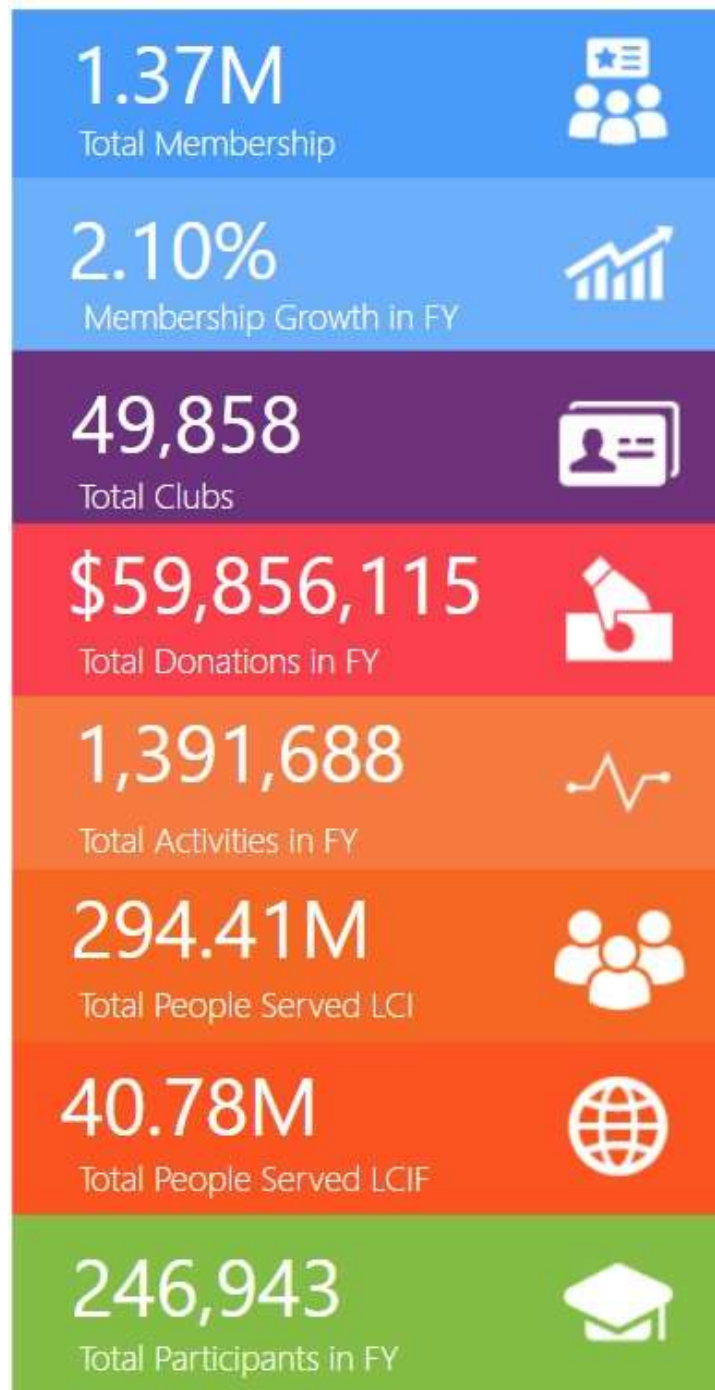 1.37M
Total Membership
2.10%
Membership Growth in FY
49,858
Total Clubs
$59,856,115
Total Donations in FY
1,391,688
Total Activities in FY
294.41M
Total People Served LCI
40.78M
Total People Served LCIF
246,943
Total Participants in FY